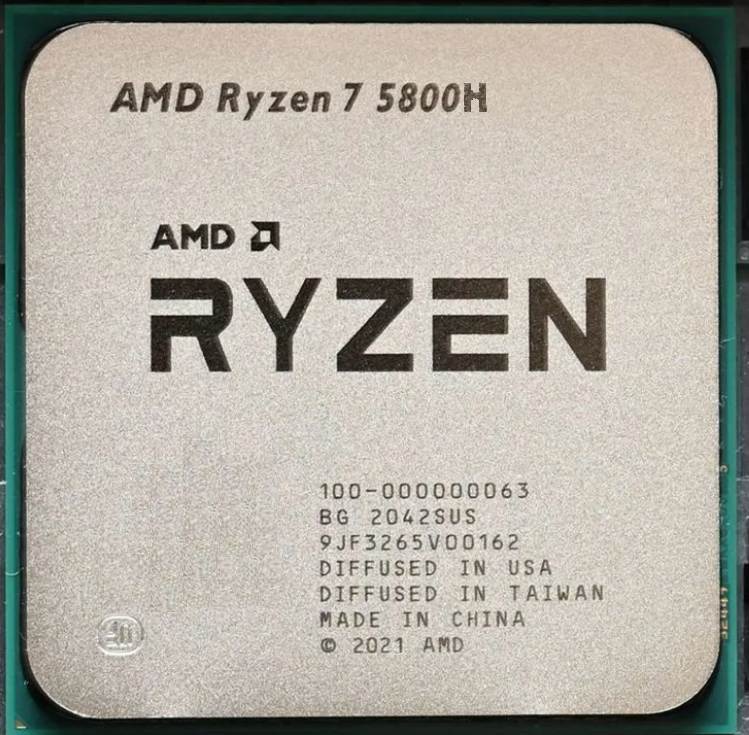 AMD Ryzen 7 5800H
AMD
RYZEN
100-000000063
BG 2042SUS
9JF3265V00162
DIFFUSED IN USA
DIFFUSED IN TAIWAN
MADE IN CHINA
© 2021 AMD